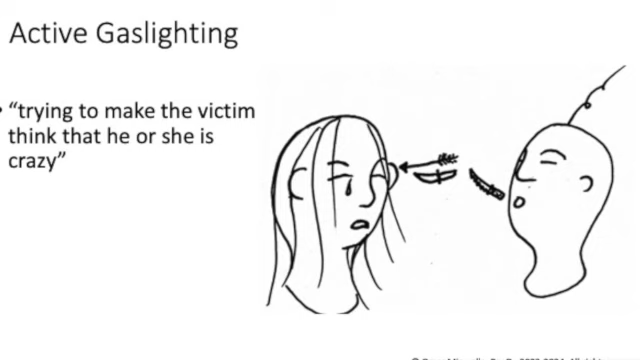 Active Gaslighting
• “trying to make the victim
think that he or she is
crazy”